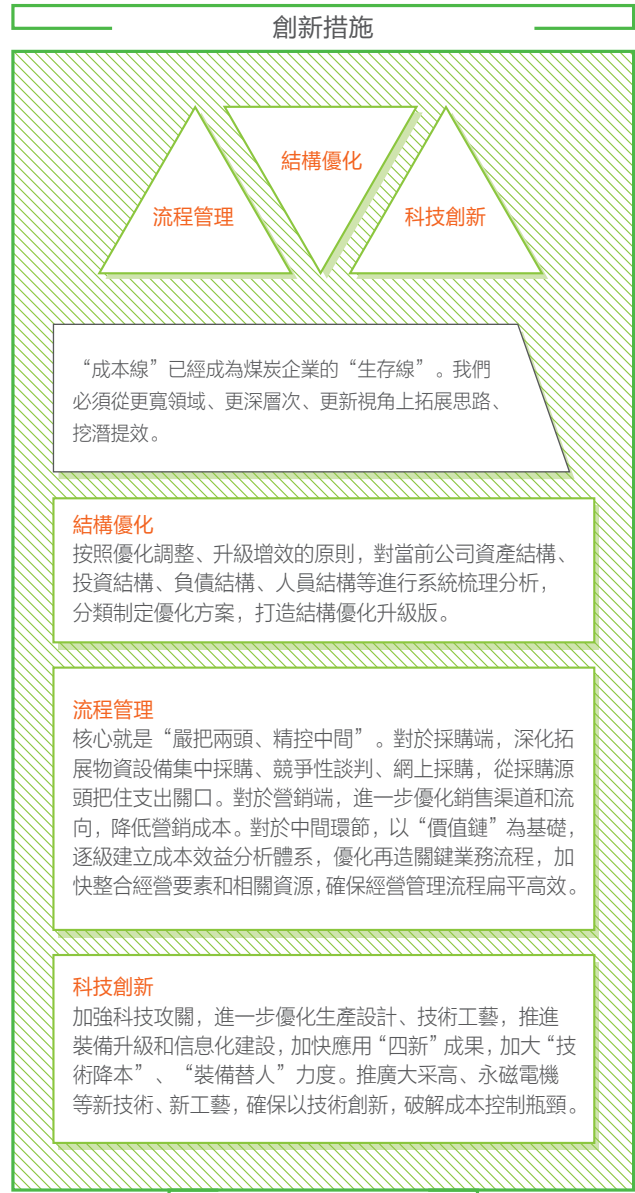 創新措施
結構優化
流程管理
科技創新
“成本線”已經成為煤炭企業的“生存線”。我們
必須從更寬領域、更深層次、更新視角上拓展思路、
挖潛提效。
結構優化
按照優化調整、升級增效的原則，對當前公司資產結構、
投資結構、負債結構、人員結構等進行系統梳理分析，
分類制定優化方案，打造結構優化升級版。
流程管理
核心就是“嚴把兩頭、精控中間”。對於採購端，深化拓
展物資設備集中採購、競爭性談判、網上採購，從採購源
頭把住支出關口。對於營銷端，進一步優化銷售渠道和流
向，降低營銷成本。對於中間環節，以“價值鏈”為基礎，
逐級建立成本效益分析體系，優化再造關鍵業務流程，加
快整合經營要素和相關資源，確保經營管理流程扁平高效。
科技創新
加強科技攻關，進一步優化生產設計、技術工藝，推進
裝備升級和信息化建設，加快應用“四新”成果，加大“技
術降本”、“裝備替人”力度。推廣大采高、永磁電機
等新技術、新工藝，確保以技術創新，破解成本控制瓶頸。